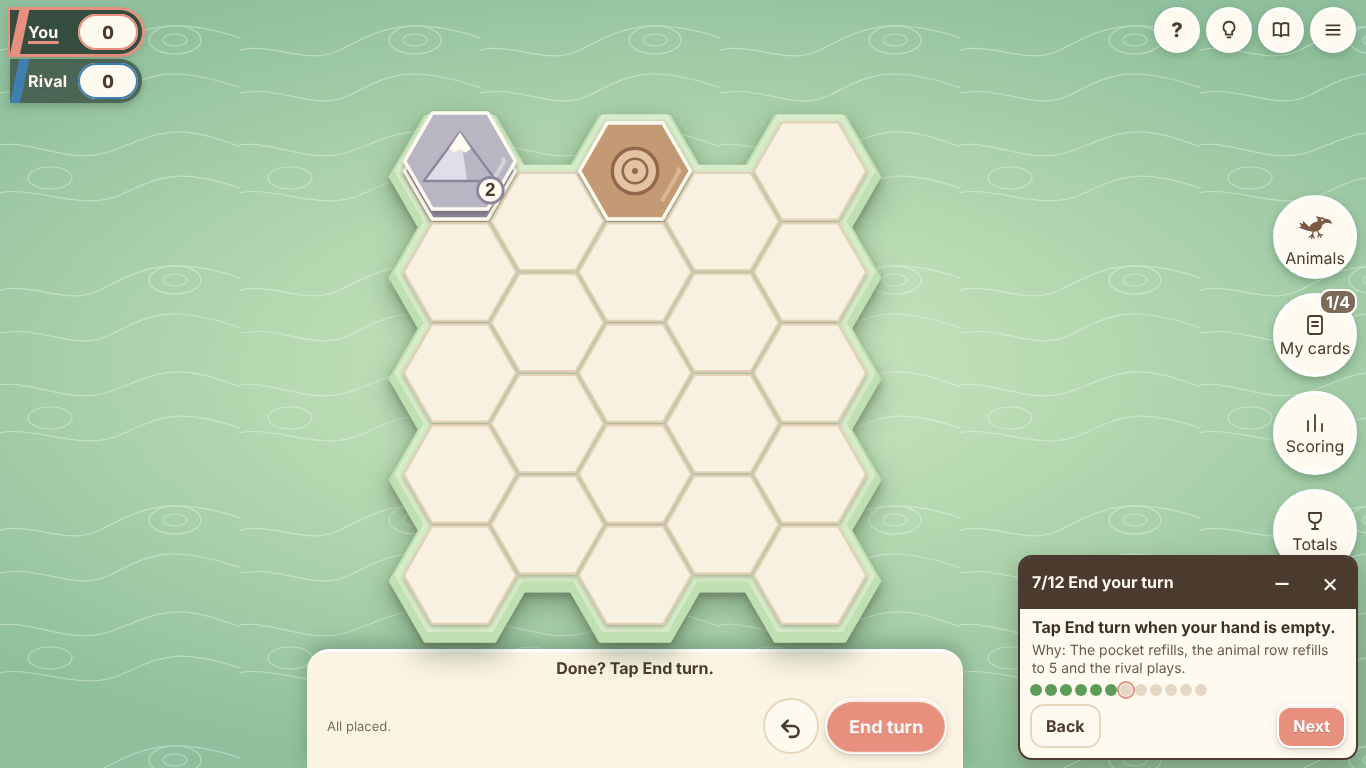 You 0
Rival 0
?
2
Animals
1/4
My cards
Scoring
Totals
7/12 End your turn
Tap End turn when your hand is empty.
Why: The pocket refills, the animal row refills
to 5 and the rival plays.
Back
Next
Done? Tap End turn.
All placed.
End turn